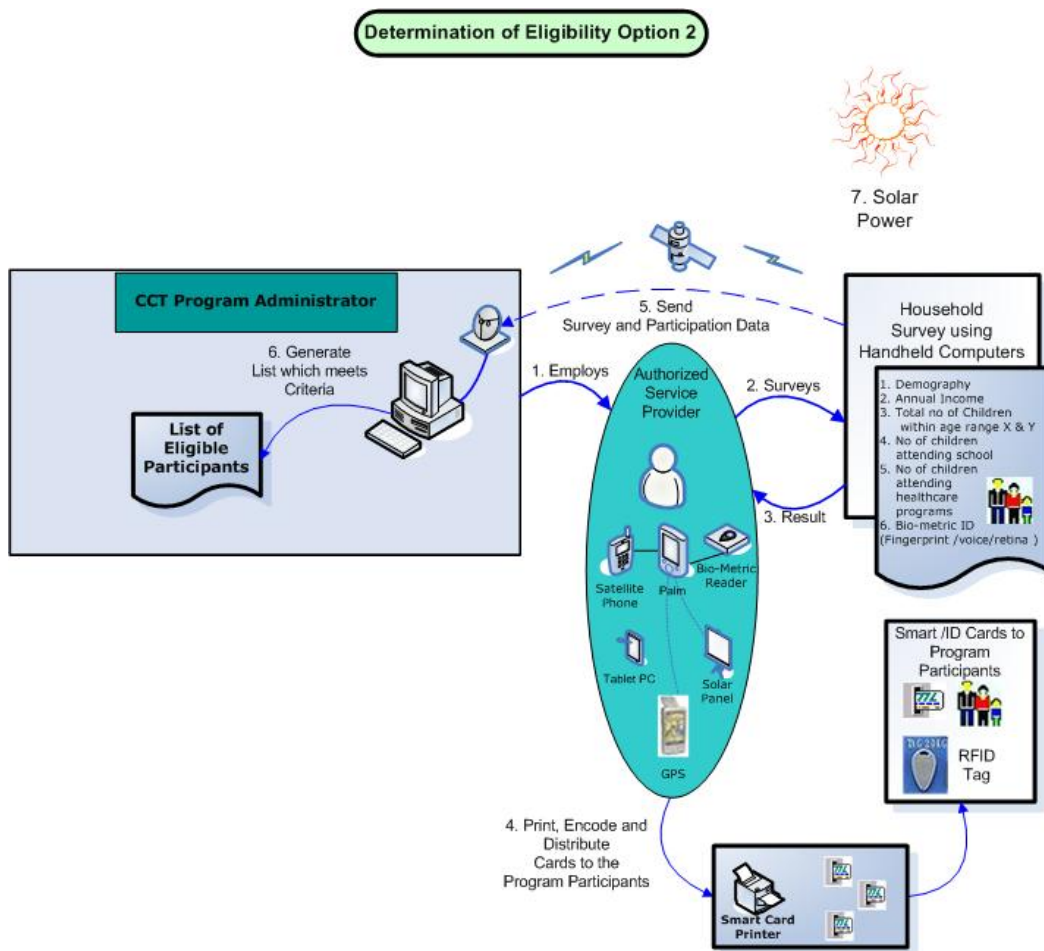 Determination of Eligibility Option 2
7. Solar
Power
CCT Program Administrator
5. Send
Survey and Participation Data
6. Generate
List which meets
Criteria
List of
Eligible
Participants
1. Employs
Authorized
Service
Provider
2. Surveys
3. Result
Satellite
Phone
Palm
Bio-Metric
Reader
Tablet PC
Solar
Panel
GPS
Household
Survey using
Handheld Computers
1. Demography
2. Annual Income
3. Total no of Children
within age range X & Y
4. No of children
attending school
5. No of children
attending
healthcare
programs
6. Bio-metric ID
(Fingerprint /voice/retina )
Smart /ID Cards to
Program
Participants
RFID
Tag
4. Print, Encode and
Distribute
Cards to the
Program Participants
Smart Card
Printer